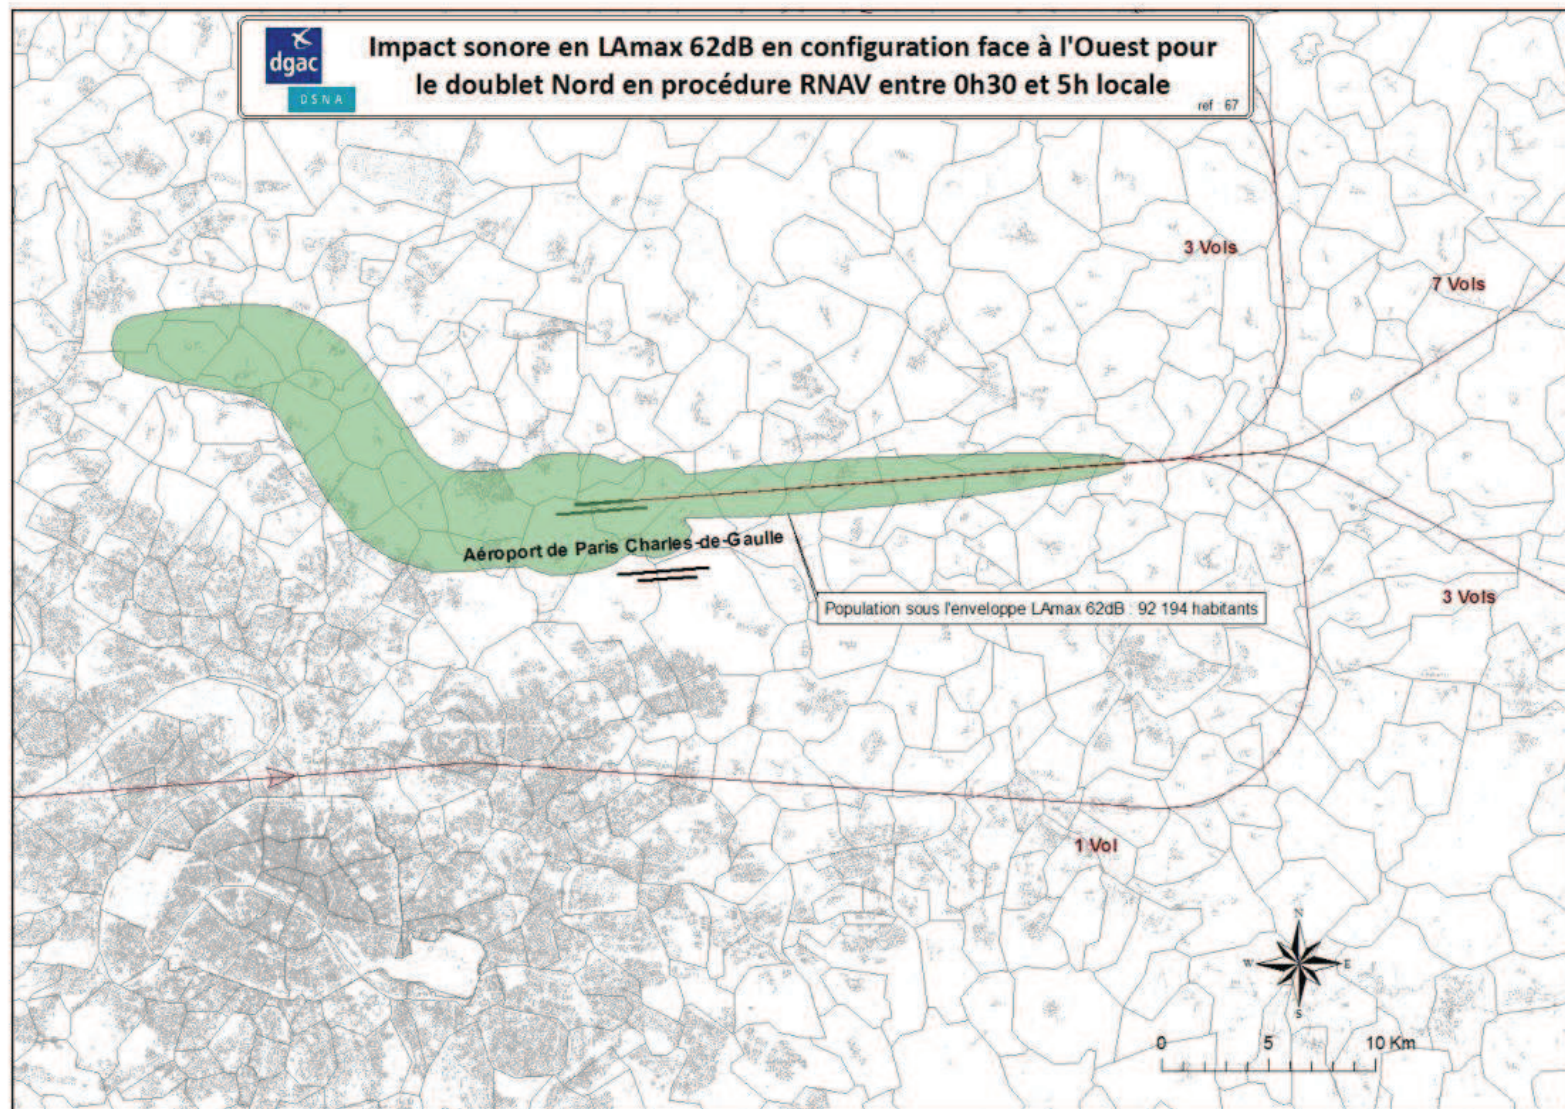 dgac
DSNA
Impact sonore en LAmax 62dB en configuration face à l'Ouest pour
le doublet Nord en procédure RNAV entre 0h30 et 5h locale
ref : 67
3 Vols
7 Vols
Aéroport de Paris Charles-de-Gaulle
Population sous l'enveloppe LAmax 62dB : 92 194 habitants
3 Vols
1 Vol
N
W
E
S
0
5
10 Km